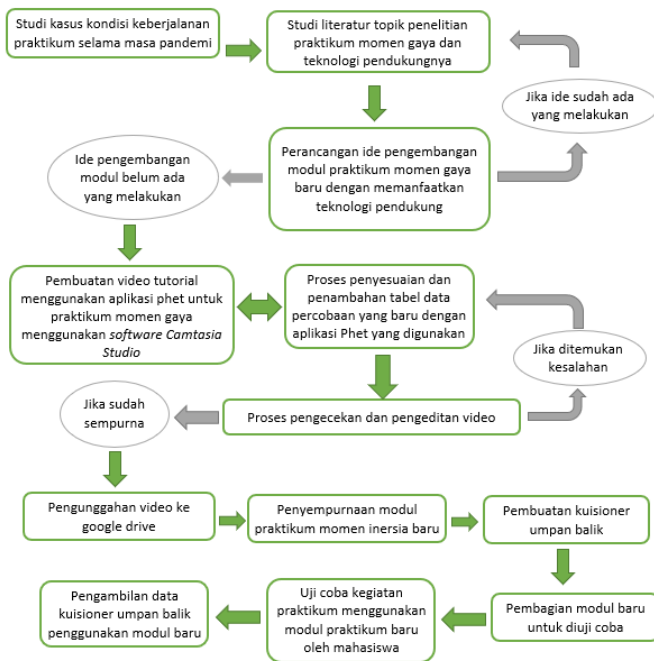 Studi kasus kondisi keberjalanan
praktikum selama masa pandemi
Studi literatur topik penelitian
praktikum momen gaya dan
teknologi pendukungnya
Jika ide sudah ada
yang melakukan
Perancangan ide pengembangan
modul praktikum momen gaya
baru dengan memanfaatkan
teknologi pendukung
Ide pengembangan
modul belum ada
yang melakukan
Pembuatan video tutorial
menggunakan aplikasi phet untuk
praktikum momen gaya
menggunakan software Camtasia
Studio
Proses penyesuaian dan
penambahan tabel data
percobaan yang baru dengan
aplikasi Phet yang digunakan
Jika ditemukan
kesalahan
Proses pengecekan dan pengeditan video
Jika sudah
sempurna
Pengunggahan video ke
google drive
Penyempurnaan modul
praktikum momen inersia baru
Pembuatan kuisioner
umpan balik
Pembagian modul baru
untuk diuji coba
Uji coba kegiatan
praktikum menggunakan
modul praktikum baru
oleh mahasiswa
Pengambilan data
kuisioner umpan balik
penggunakan modul baru